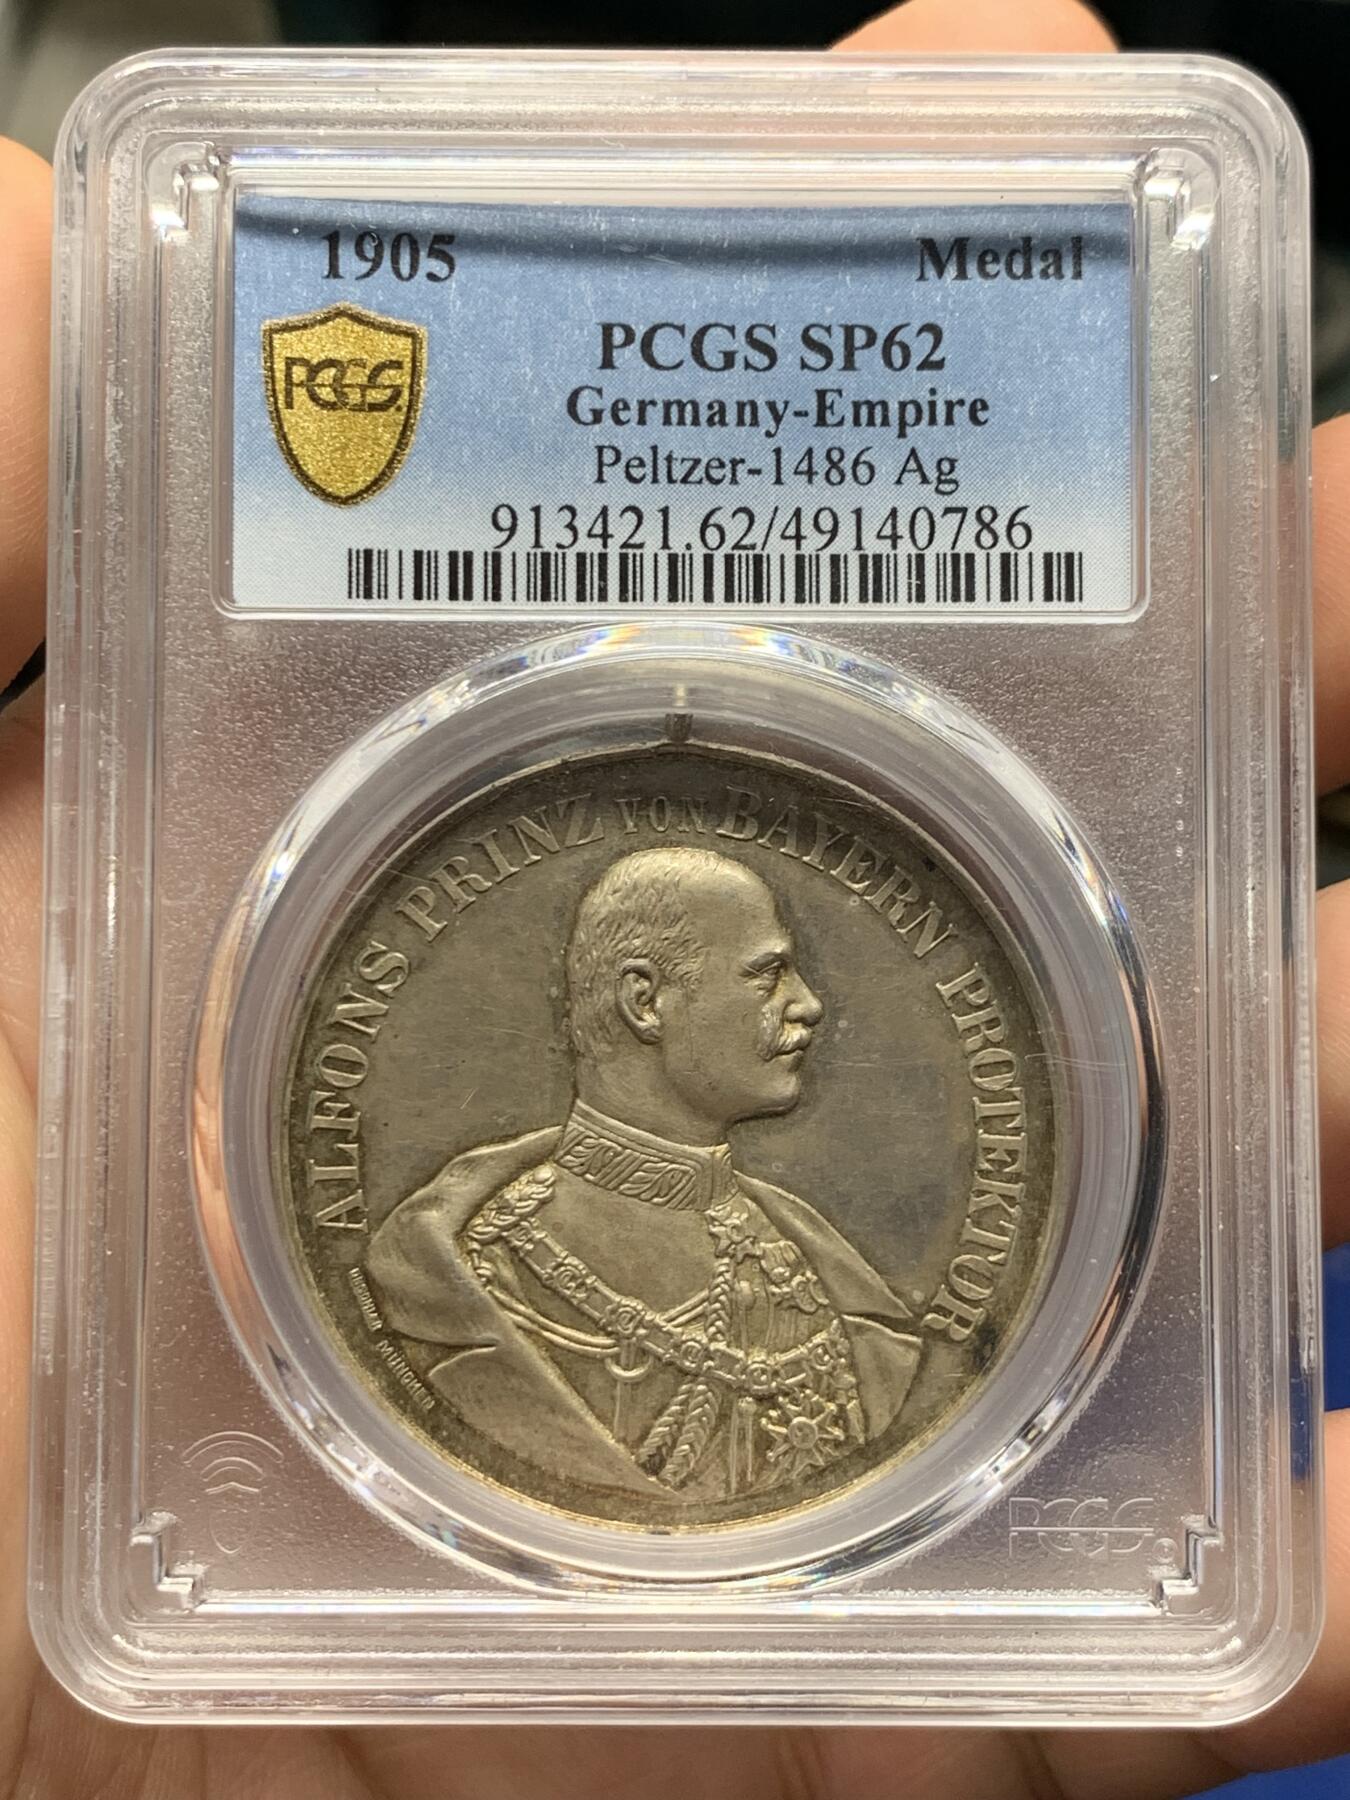 1905 Medal
PCGS
PCGS SP62
Germany-Empire
Peltzer-1486 Ag
913421.62/49140786
ALFONS PRINZ VON BAYERN PROTEKTOR
MÜNCHEN
PCGS